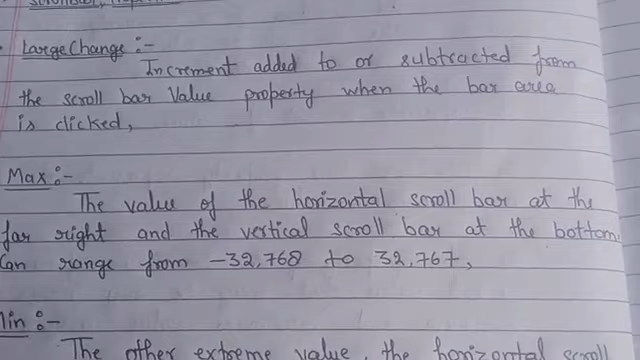 LargeChange :-
Increment added to or subtracted from
the scroll bar Value property when the bar area
is clicked,
Max :-
The value of the horizontal scroll bar at the
far right and the vertical scroll bar at the bottom.
Can range from -32,768 to 32,767,
Min :-
The other extreme value, the horizontal scroll